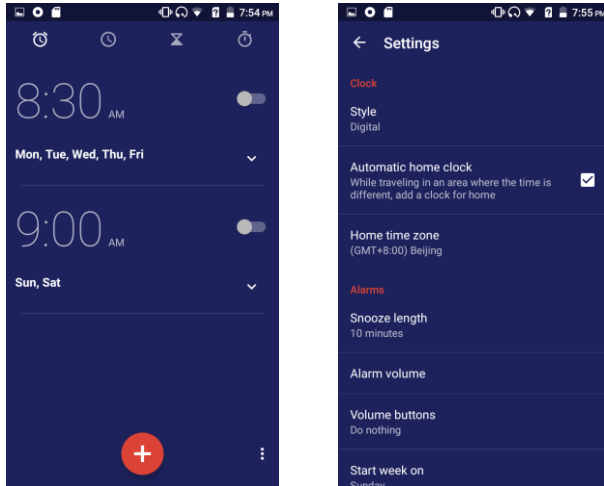 7:54 PM
8:30 AM
Mon, Tue, Wed, Thu, Fri
9:00 AM
Sun, Sat
7:55 PM
Settings
Clock
Style
Digital
Automatic home clock
While traveling in an area where the time is
different, add a clock for home
Home time zone
(GMT+8:00) Beijing
Alarms
Snooze length
10 minutes
Alarm volume
Volume buttons
Do nothing
Start week on
Sunday